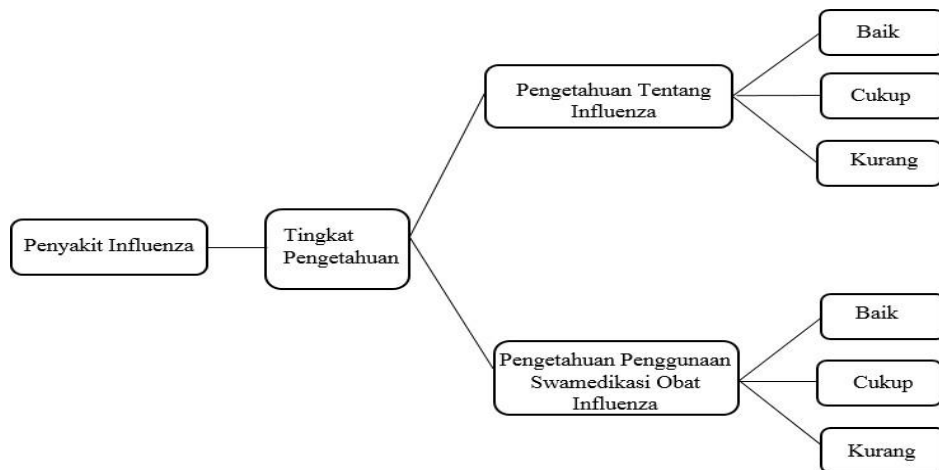 Penyakit Influenza
Tingkat
Pengetahuan
Pengetahuan Tentang
Influenza
Baik
Cukup
Kurang
Pengetahuan Penggunaan
Swamedikasi Obat
Influenza
Baik
Cukup
Kurang